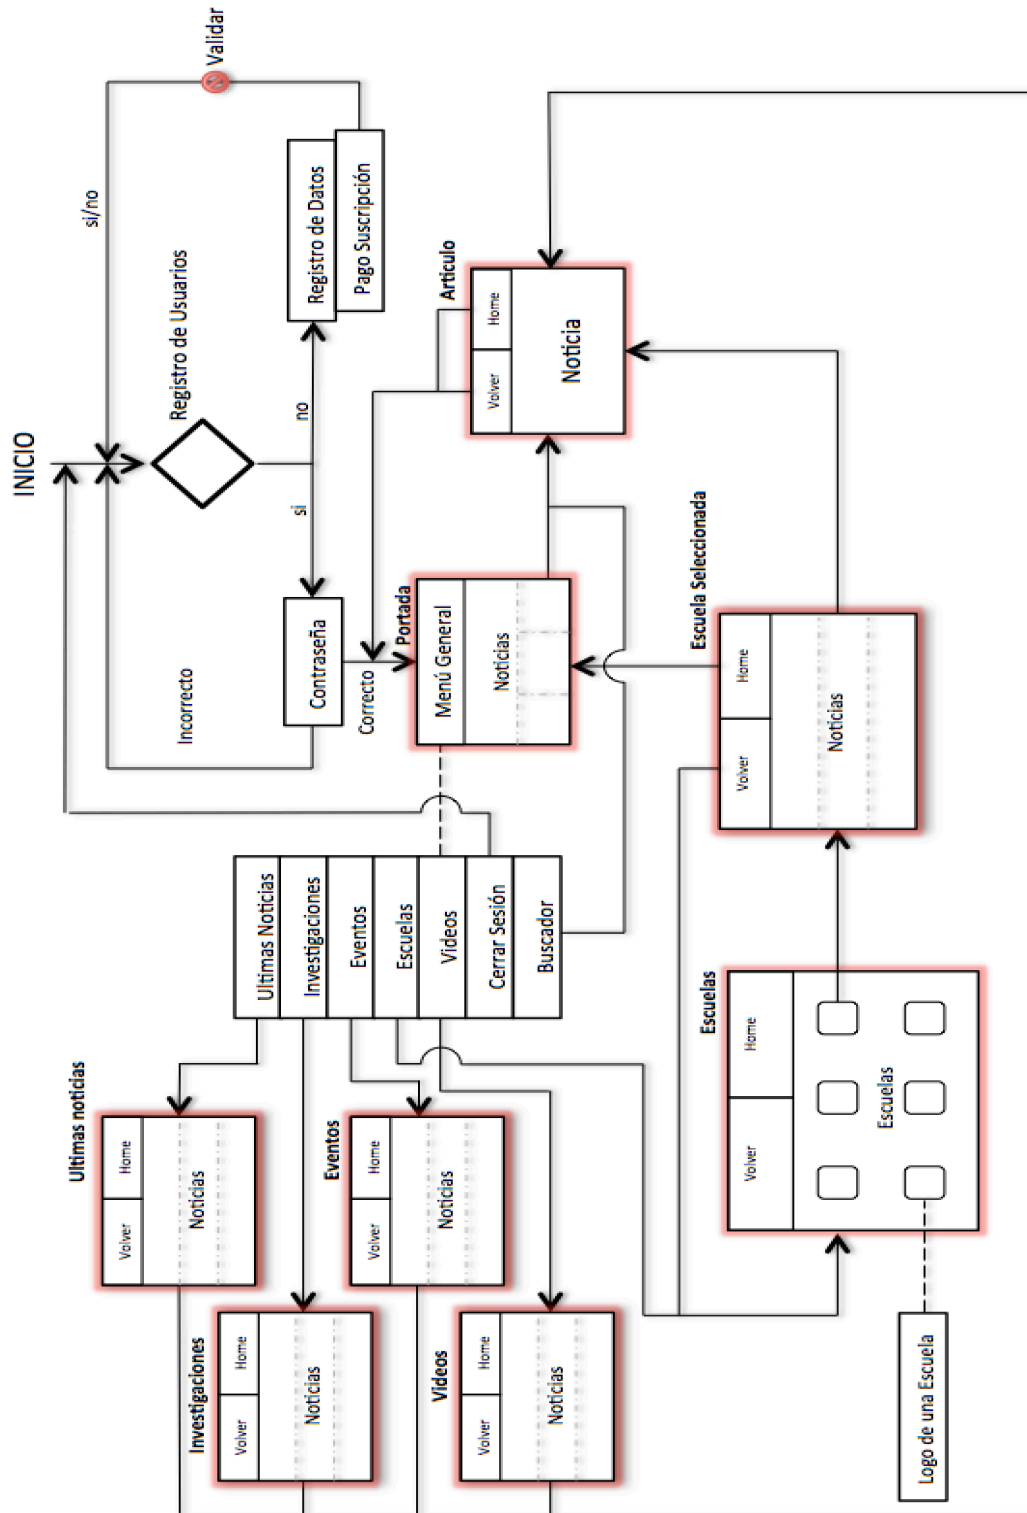 INICIO
Registro de Usuarios
si/no
Validar
si
no
Registro de Datos
Pago Suscripción
Contraseña
Incorrecto
Correcto
Portada
Menú General
Noticias
Articulo
Volver
Home
Noticia
Ultimas Noticias
Investigaciones
Eventos
Escuelas
Videos
Cerrar Sesión
Buscador
Ultimas noticias
Volver
Home
Noticias
Investigaciones
Volver
Home
Noticias
Eventos
Volver
Home
Noticias
Videos
Volver
Home
Noticias
Escuela Seleccionada
Volver
Home
Noticias
Escuelas
Volver
Home
Escuelas
Logo de una Escuela